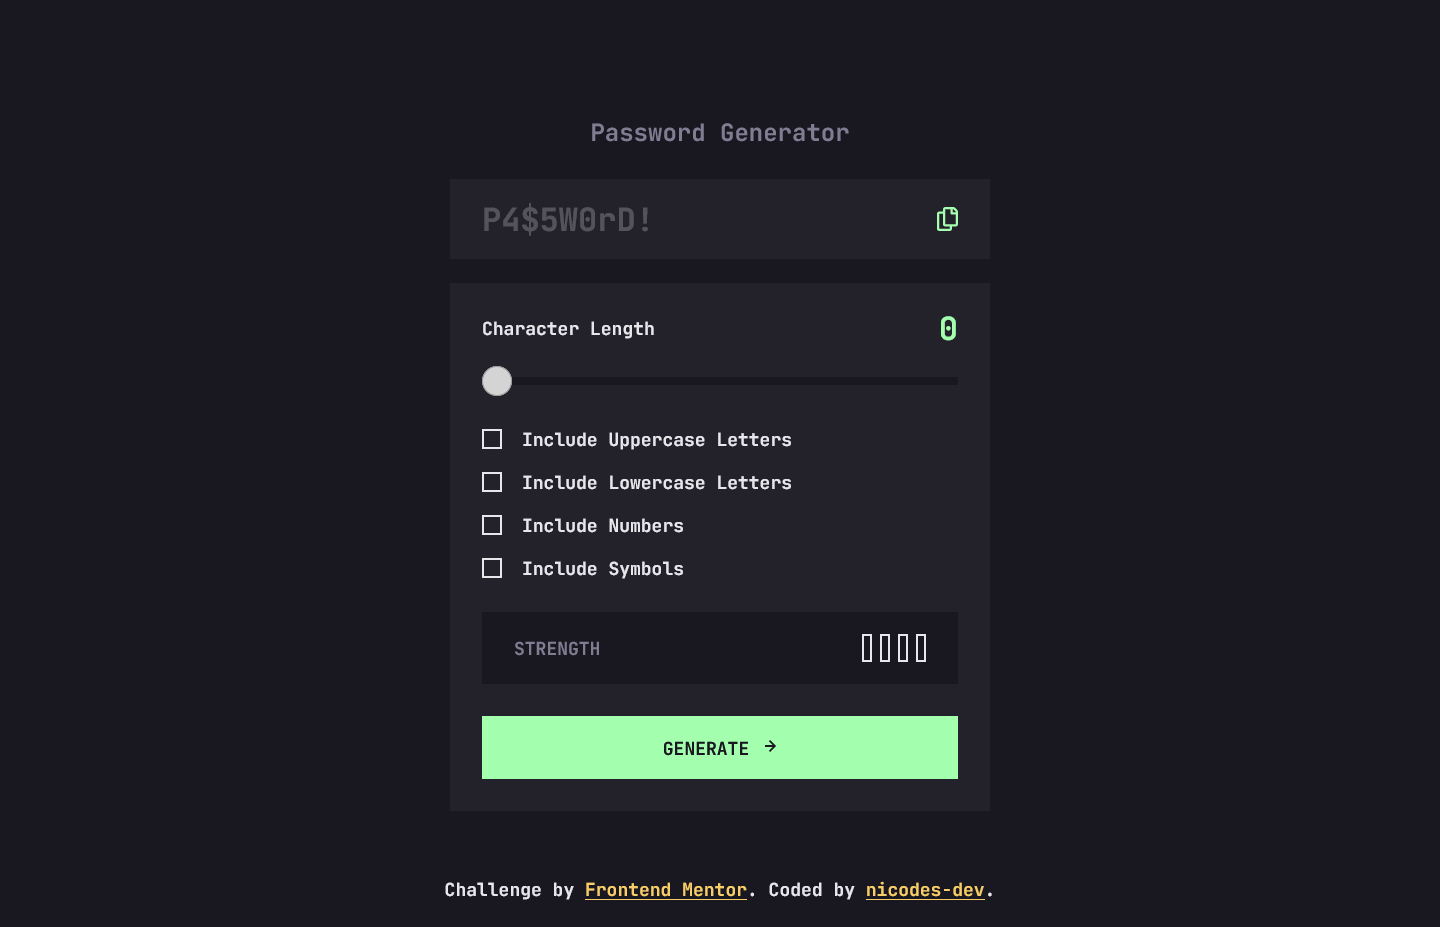 Password Generator
P4$5W0rD!
Character Length 0
Include Uppercase Letters
Include Lowercase Letters
Include Numbers
Include Symbols
STRENGTH
GENERATE →
Challenge by Frontend Mentor. Coded by nicodes-dev.